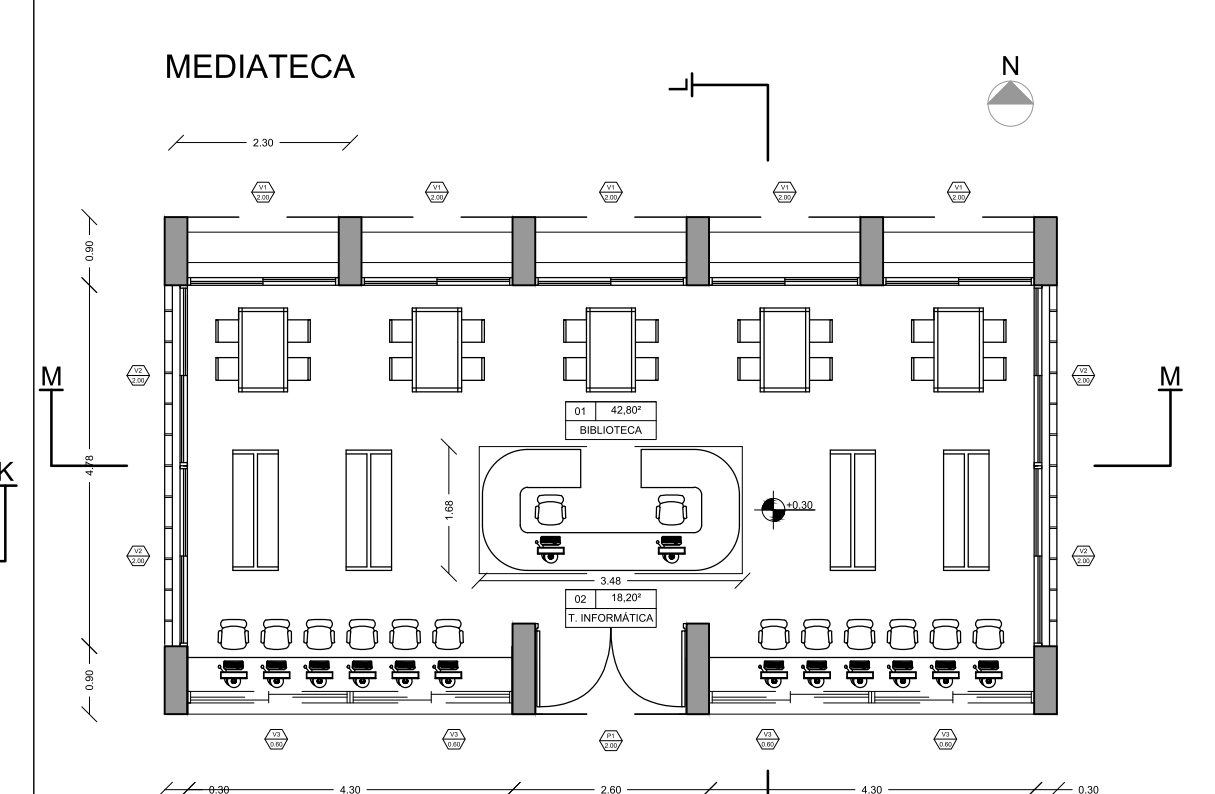 MEDIATECA
N
2.30
V1 V1 V1 V1 V1
2.00 2.00 2.00 2.00 2.00
0.90
M M
V2 V2
2.00 2.00
01 42,80²
BIBLIOTECA
4.78
K
1.68
+0.30
V2 V2
2.00 2.00
3.48
02 18,20²
T. INFORMÁTICA
0.90
V3 V3 P1 V3 V3
0.60 0.60 2.00 0.60 0.60
0.30 4.30 2.60 4.30 0.30